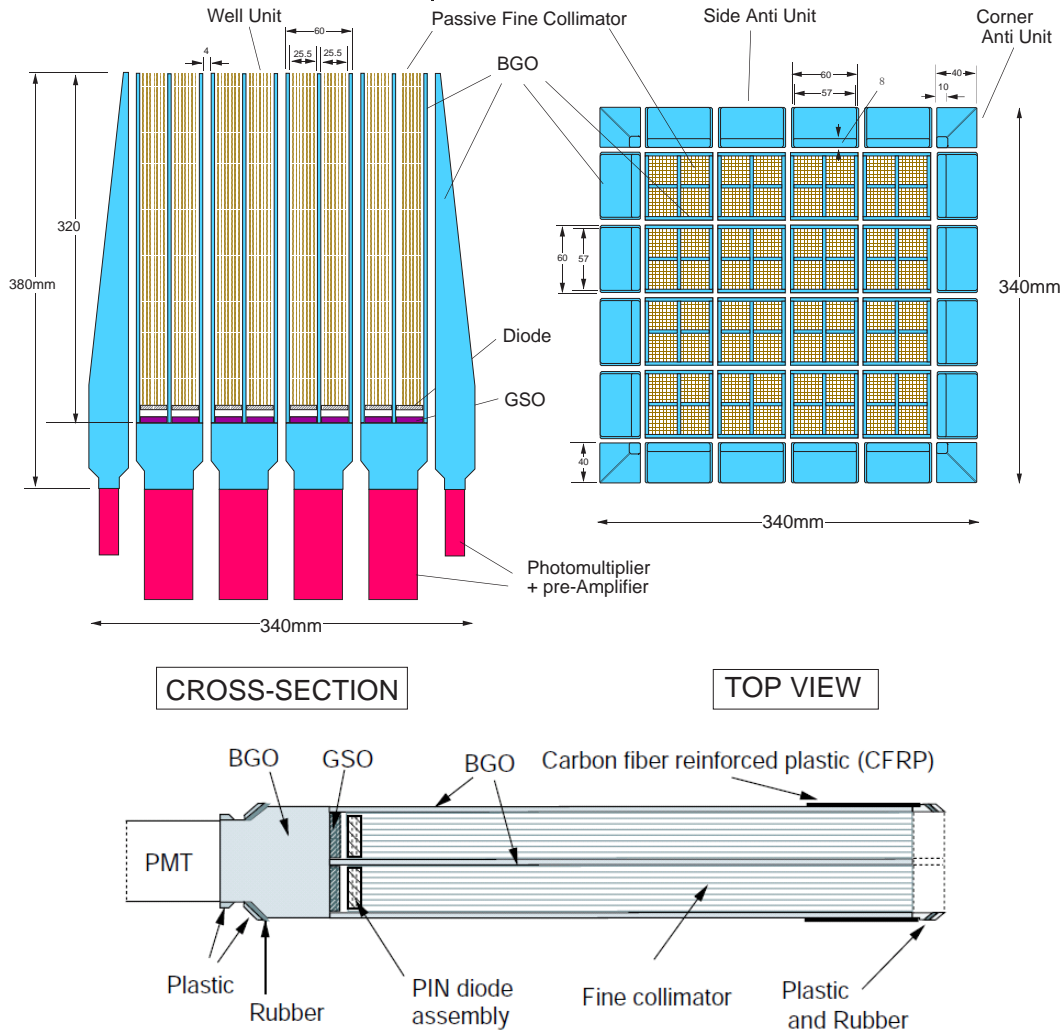 Well Unit
Passive Fine Collimator
Side Anti Unit
Corner
Anti Unit
60
4
25.5
25.5
BGO
60
57
8
40
10
320
380mm
60
57
340mm
Diode
GSO
40
340mm
Photomultiplier
+ pre-Amplifier
340mm
CROSS-SECTION
TOP VIEW
BGO
GSO
BGO
Carbon fiber reinforced plastic (CFRP)
PMT
Plastic
Rubber
PIN diode
assembly
Fine collimator
Plastic
and Rubber